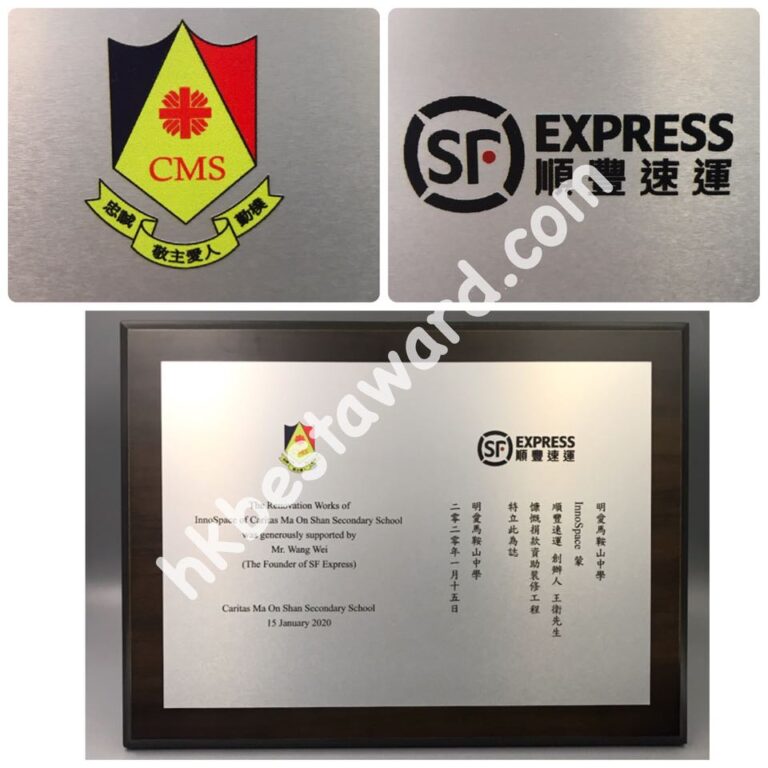 CMS
忠誠 勤樸
敬主愛人
SF EXPRESS
順豐速運
SF EXPRESS
順豐速運
The Renovation Works of
InnoSpace of Caritas Ma On Shan Secondary School
was generously supported by
Mr. Wang Wei
(The Founder of SF Express)
Caritas Ma On Shan Secondary School
15 January 2020
明愛馬鞍山中學
InnoSpace 蒙
順豐速運 創辦人 王衛先生
慷慨捐款資助裝修工程
特立此為誌
明愛馬鞍山中學
二零二零年一月十五日
hkbestaward.com